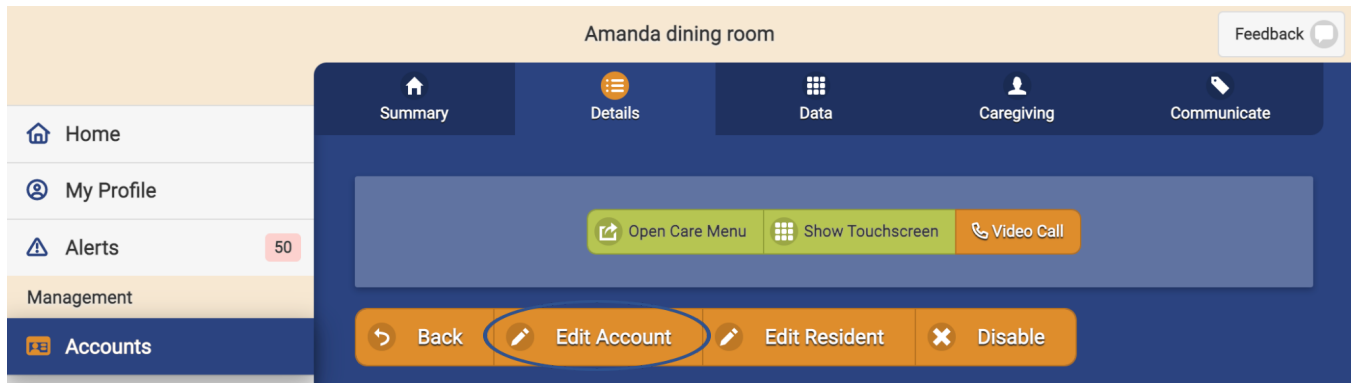 Amanda dining room
Feedback
Summary
Details
Data
Caregiving
Communicate
Home
My Profile
Alerts
50
Management
Accounts
Open Care Menu
Show Touchscreen
Video Call
Back
Edit Account
Edit Resident
Disable